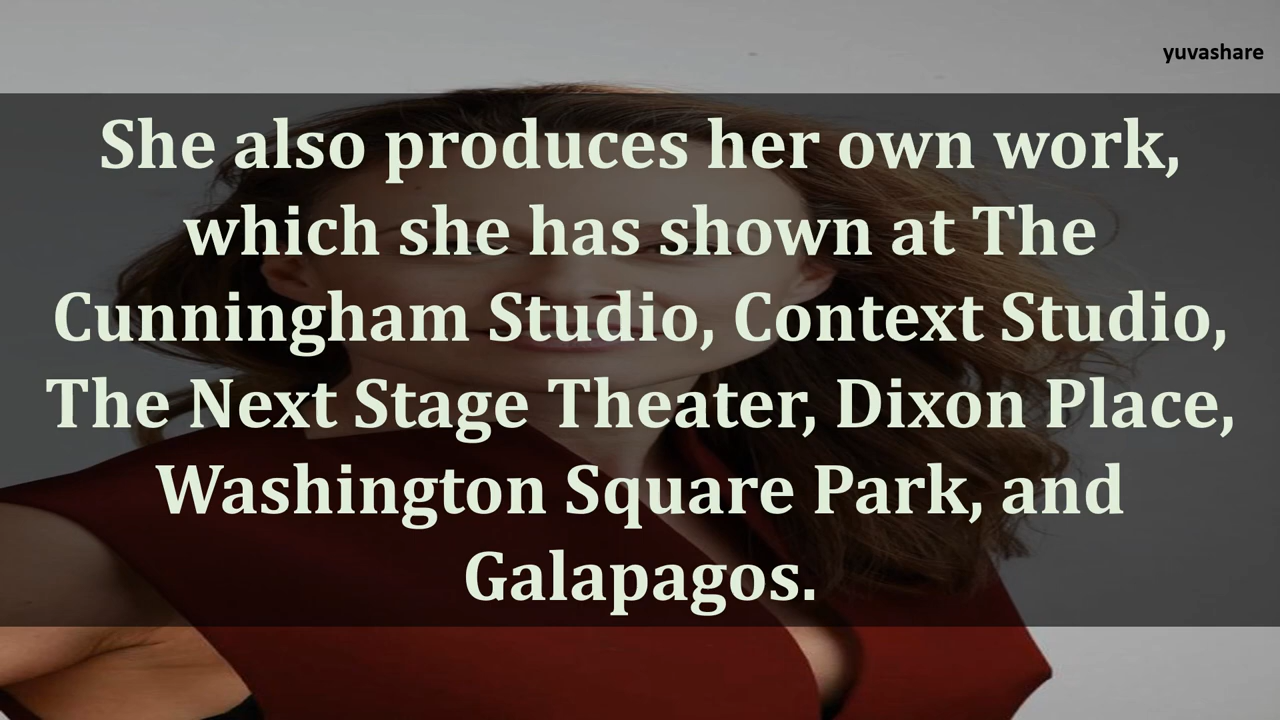 yuvashare
She also produces her own work,
which she has shown at The
Cunningham Studio, Context Studio,
The Next Stage Theater, Dixon Place,
Washington Square Park, and
Galapagos.